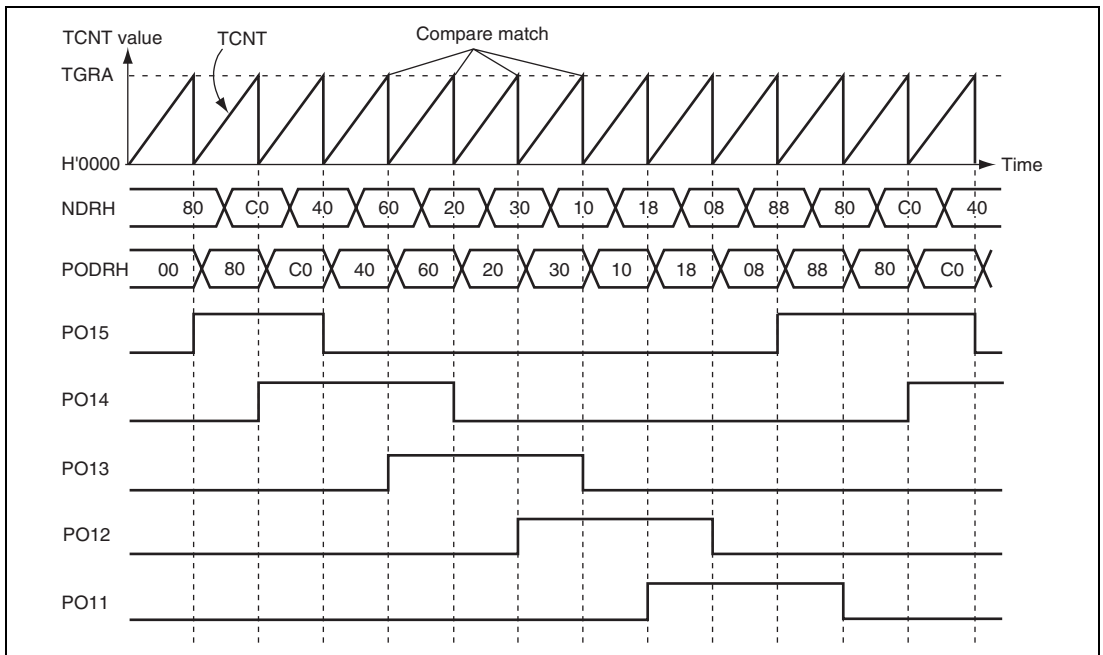 TCNT value TCNT Compare match
TGRA
H'0000 Time
NDRH 80 C0 40 60 20 30 10 18 08 88 80 C0 40
PODRH 00 80 C0 40 60 20 30 10 18 08 88 80 C0
PO15
PO14
PO13
PO12
PO11